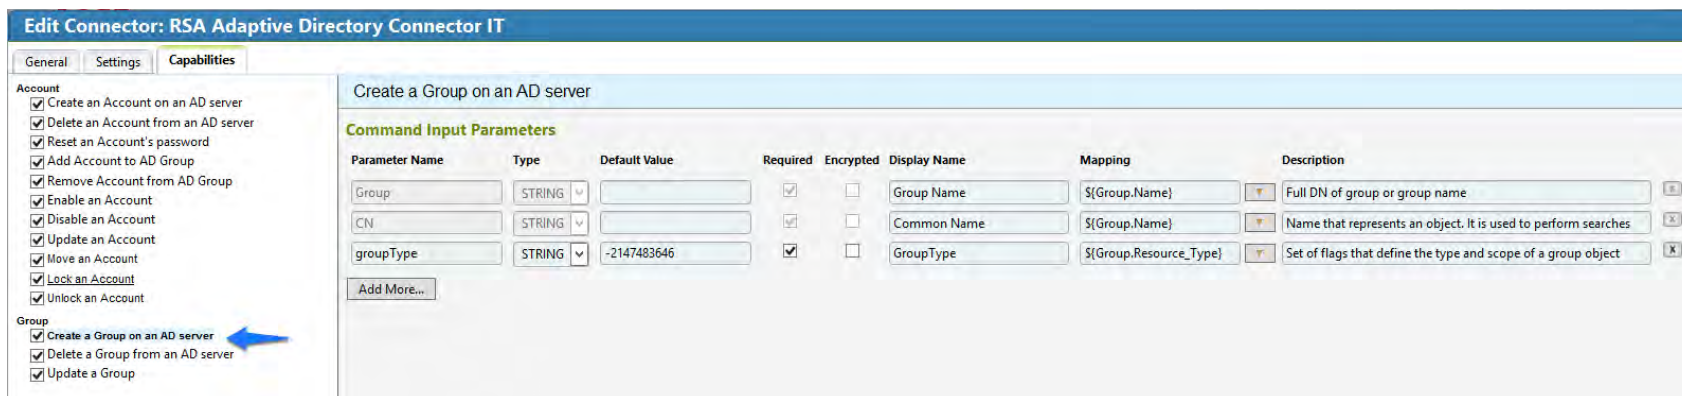 Edit Connector: RSA Adaptive Directory Connector IT
General Settings Capabilities
Account
Create an Account on an AD server
Delete an Account from an AD server
Reset an Account's password
Add Account to AD Group
Remove Account from AD Group
Enable an Account
Disable an Account
Update an Account
Move an Account
Lock an Account
Unlock an Account
Group
Create a Group on an AD server
Delete a Group from an AD server
Update a Group
Create a Group on an AD server
Command Input Parameters
Parameter Name Type Default Value Required Encrypted Display Name Mapping Description
Group STRING Group Name ${Group.Name} Full DN of group or group name x
CN STRING Common Name ${Group.Name} Name that represents an object. It is used to perform searches x
groupType STRING -2147483646 GroupType ${Group.Resource_Type} Set of flags that define the type and scope of a group object x
Add More...